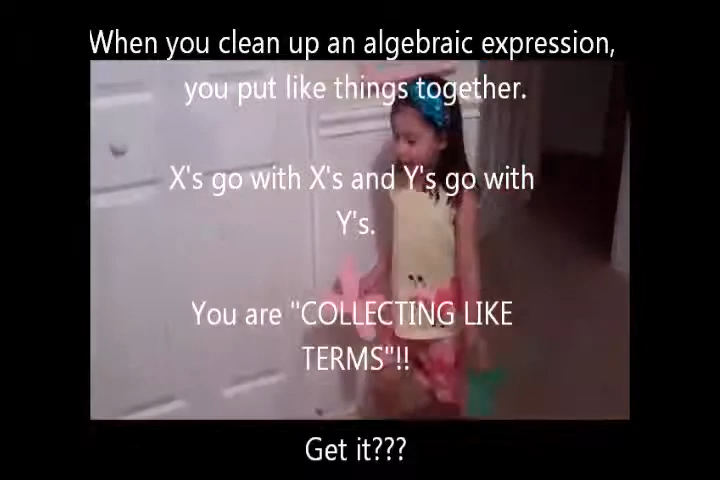 When you clean up an algebraic expression,
you put like things together.
X's go with X's and Y's go with
Y's.
You are "COLLECTING LIKE
TERMS"!!
Get it???